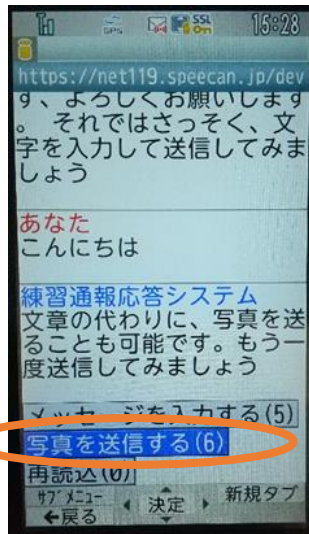 GPS SSL On 15:28
https://net119.speecan.jp/dev
す、よろしくお願いします
。 それではさっそく、文
字を入力して送信してみま
しょう
あなた
こんにちは
練習通報応答システム
文章の代わりに、写真を送
ることも可能です。もう一
度送信してみましょう
メッセージを入力する(5)
写真を送信する(6)
再読込(0)
ｻﾌﾞﾒﾆｭｰ 決定 新規タブ
←戻る